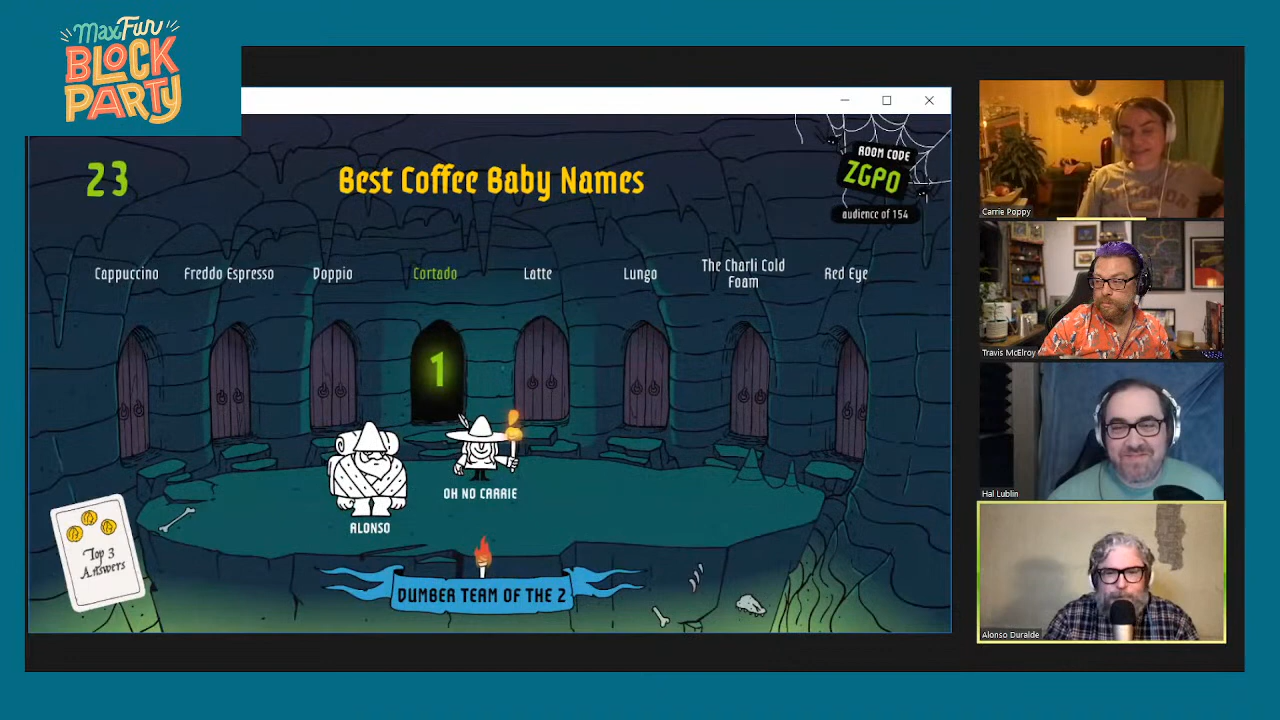 MaxFun
BLOCK
PARTY
23
Best Coffee Baby Names
ROOM CODE
ZGPO
audience of 154
Cappuccino
Freddo Espresso
Doppio
Cortado
Latte
Lungo
The Charli Cold
Foam
Red Eye
1
ALONSO
OH NO CARRIE
Top 3
Answers
DUMBER TEAM OF THE 2
Carrie Poppy
Travis McElroy
Hal Lublin
Alonso Duralde